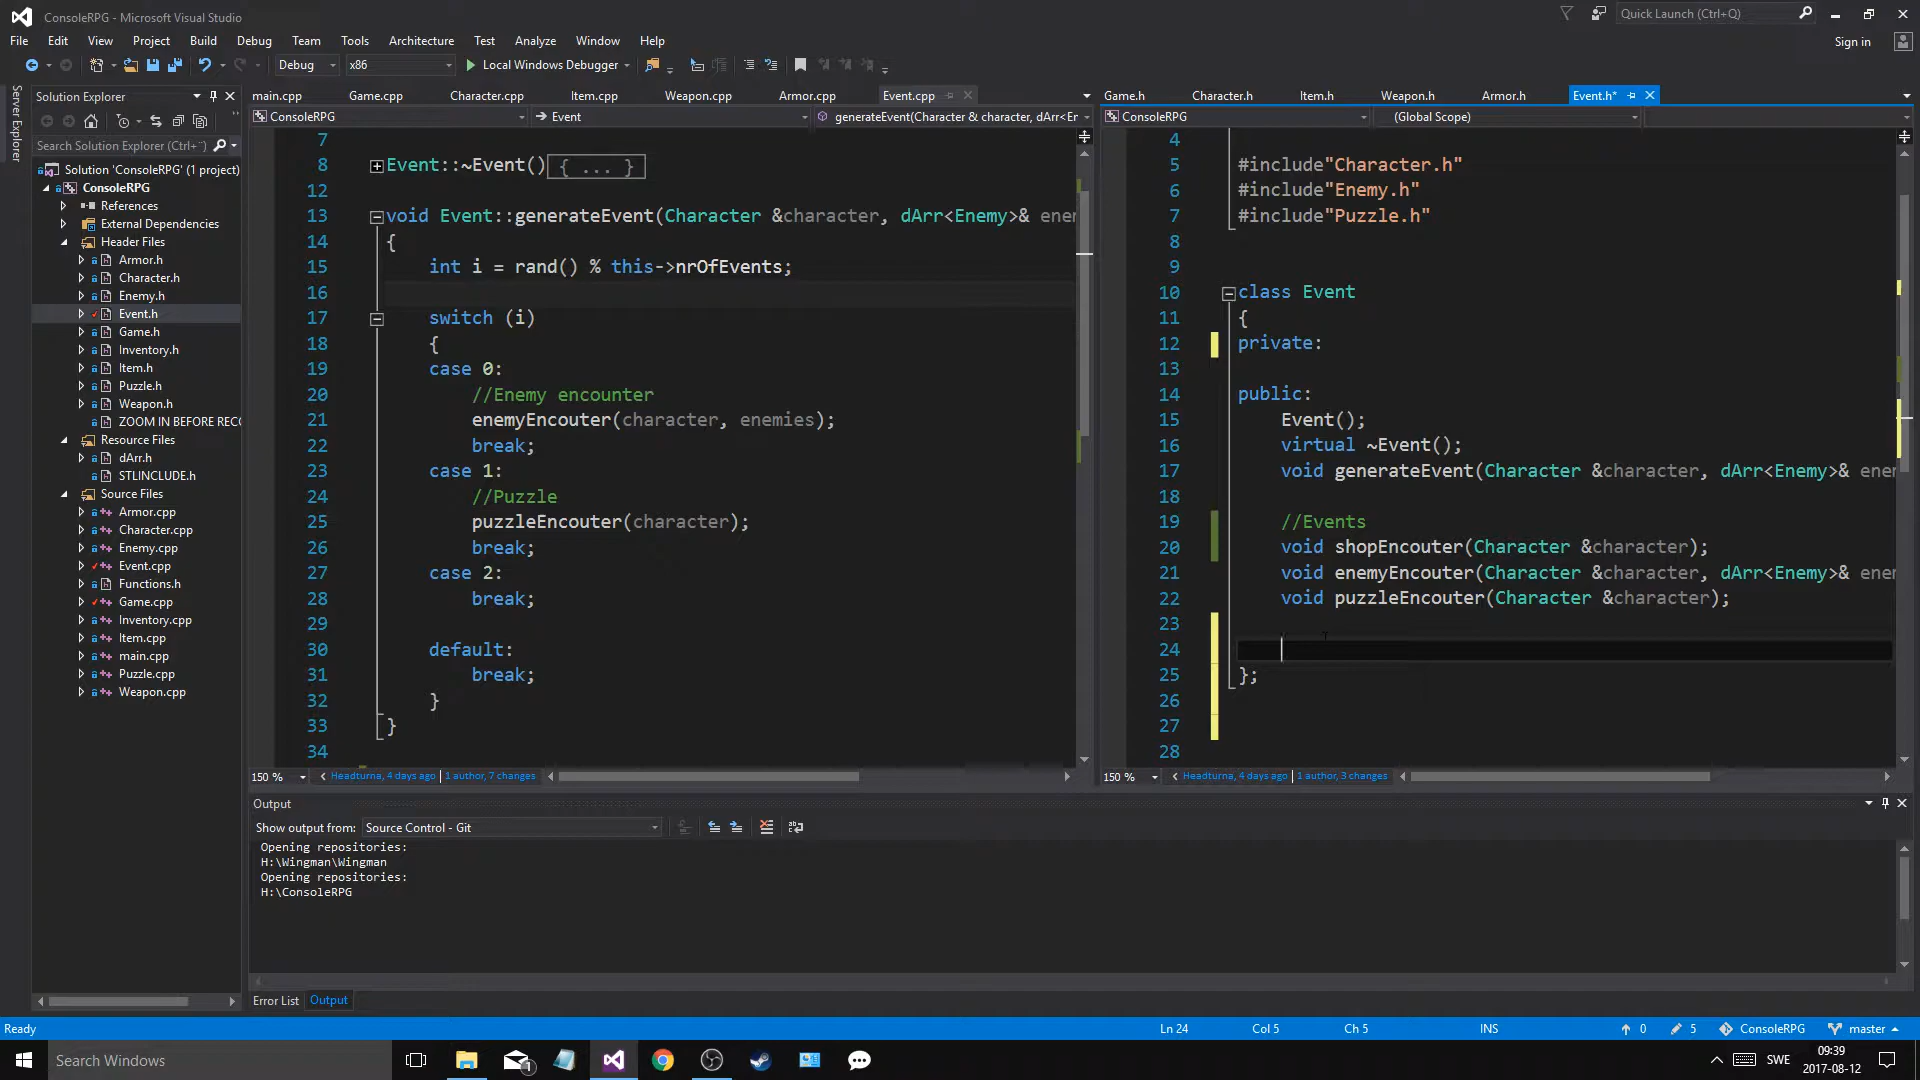 ConsoleRPG - Microsoft Visual Studio
Quick Launch (Ctrl+Q)
File Edit View Project Build Debug Team Tools Architecture Test Analyze Window Help
Sign in
Debug x86 Local Windows Debugger
Server Explorer
Solution Explorer
Search Solution Explorer (Ctrl+
Solution 'ConsoleRPG' (1 project)
ConsoleRPG
References
External Dependencies
Header Files
Armor.h
Character.h
Enemy.h
Event.h
Game.h
Inventory.h
Item.h
Puzzle.h
Weapon.h
ZOOM IN BEFORE RECO
Resource Files
dArr.h
STLINCLUDE.h
Source Files
Armor.cpp
Character.cpp
Enemy.cpp
Event.cpp
Functions.h
Game.cpp
Inventory.cpp
Item.cpp
main.cpp
Puzzle.cpp
Weapon.cpp
main.cpp Game.cpp Character.cpp Item.cpp Weapon.cpp Armor.cpp Event.cpp
ConsoleRPG Event generateEvent(Character & character, dArr<Er
7
8 Event::~Event(){ ... }
12
13 void Event::generateEvent(Character &character, dArr<Enemy>& enem
14 {
15 int i = rand() % this->nrOfEvents;
16
17 switch (i)
18 {
19 case 0:
20 //Enemy encounter
21 enemyEncouter(character, enemies);
22 break;
23 case 1:
24 //Puzzle
25 puzzleEncouter(character);
26 break;
27 case 2:
28 break;
29
30 default:
31 break;
32 }
33 }
34
150 % Headturna, 4 days ago | 1 author, 7 changes
Game.h Character.h Item.h Weapon.h Armor.h Event.h*
ConsoleRPG (Global Scope)
4
5 #include"Character.h"
6 #include"Enemy.h"
7 #include"Puzzle.h"
8
9
10 class Event
11 {
12 private:
13
14 public:
15 Event();
16 virtual ~Event();
17 void generateEvent(Character &character, dArr<Enemy>& enem
18
19 //Events
20 void shopEncouter(Character &character);
21 void enemyEncouter(Character &character, dArr<Enemy>& enem
22 void puzzleEncouter(Character &character);
23
24
25 };
26
27
28
150 % Headturna, 4 days ago | 1 author, 3 changes
Output
Show output from: Source Control - Git
Opening repositories:
H:\Wingman\Wingman
Opening repositories:
H:\ConsoleRPG
Error List Output
Ready Ln 24 Col 5 Ch 5 INS 0 5 ConsoleRPG master
Search Windows
SWE
09:39
2017-08-12